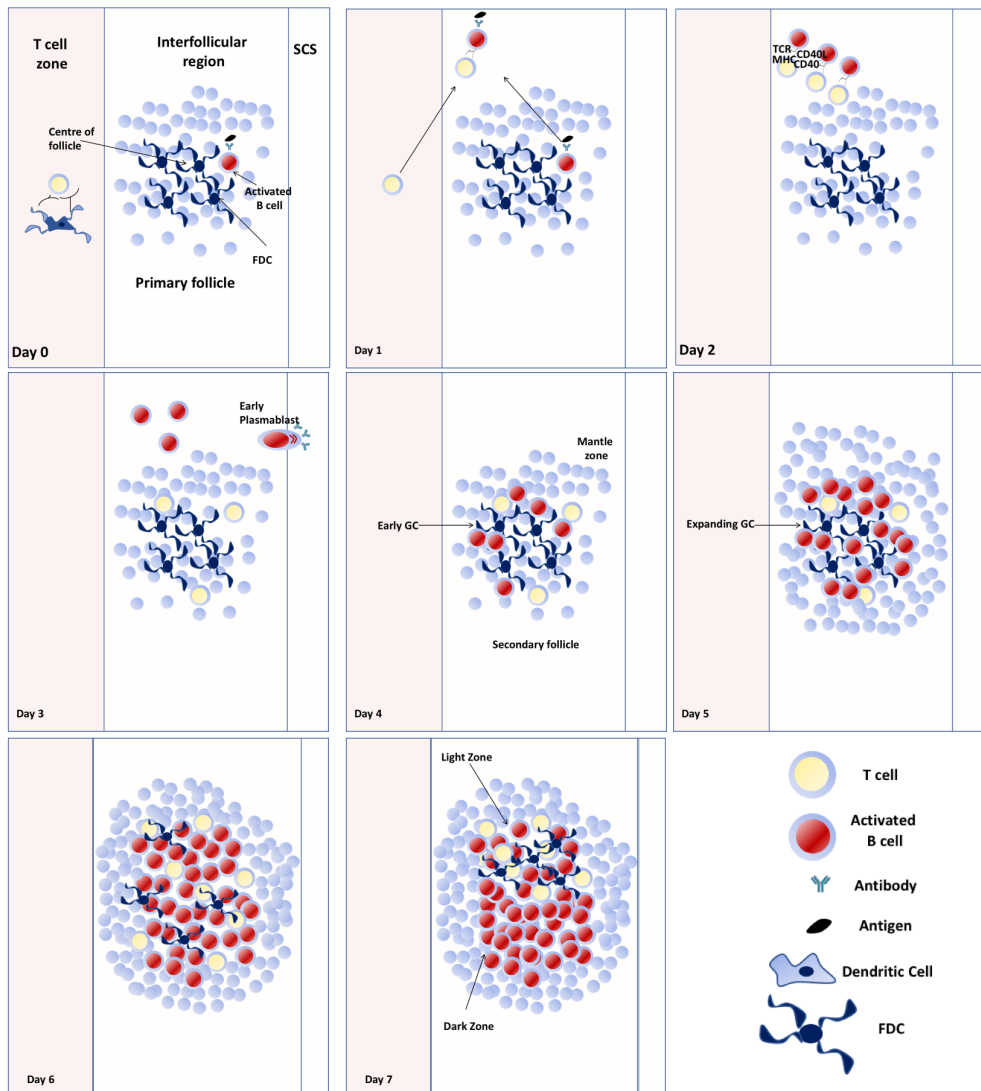 T cell
zone
Interfollicular
region
SCS
Centre of
follicle
Activated
B cell
FDC
Primary follicle
Day 0
Day 1
TCR
MHC
CD40L
CD40
Day 2
Early
Plasmablast
Day 3
Mantle
zone
Early GC
Secondary follicle
Day 4
Expanding GC
Day 5
Day 6
Light Zone
Dark Zone
Day 7
T cell
Activated
B cell
Antibody
Antigen
Dendritic Cell
FDC